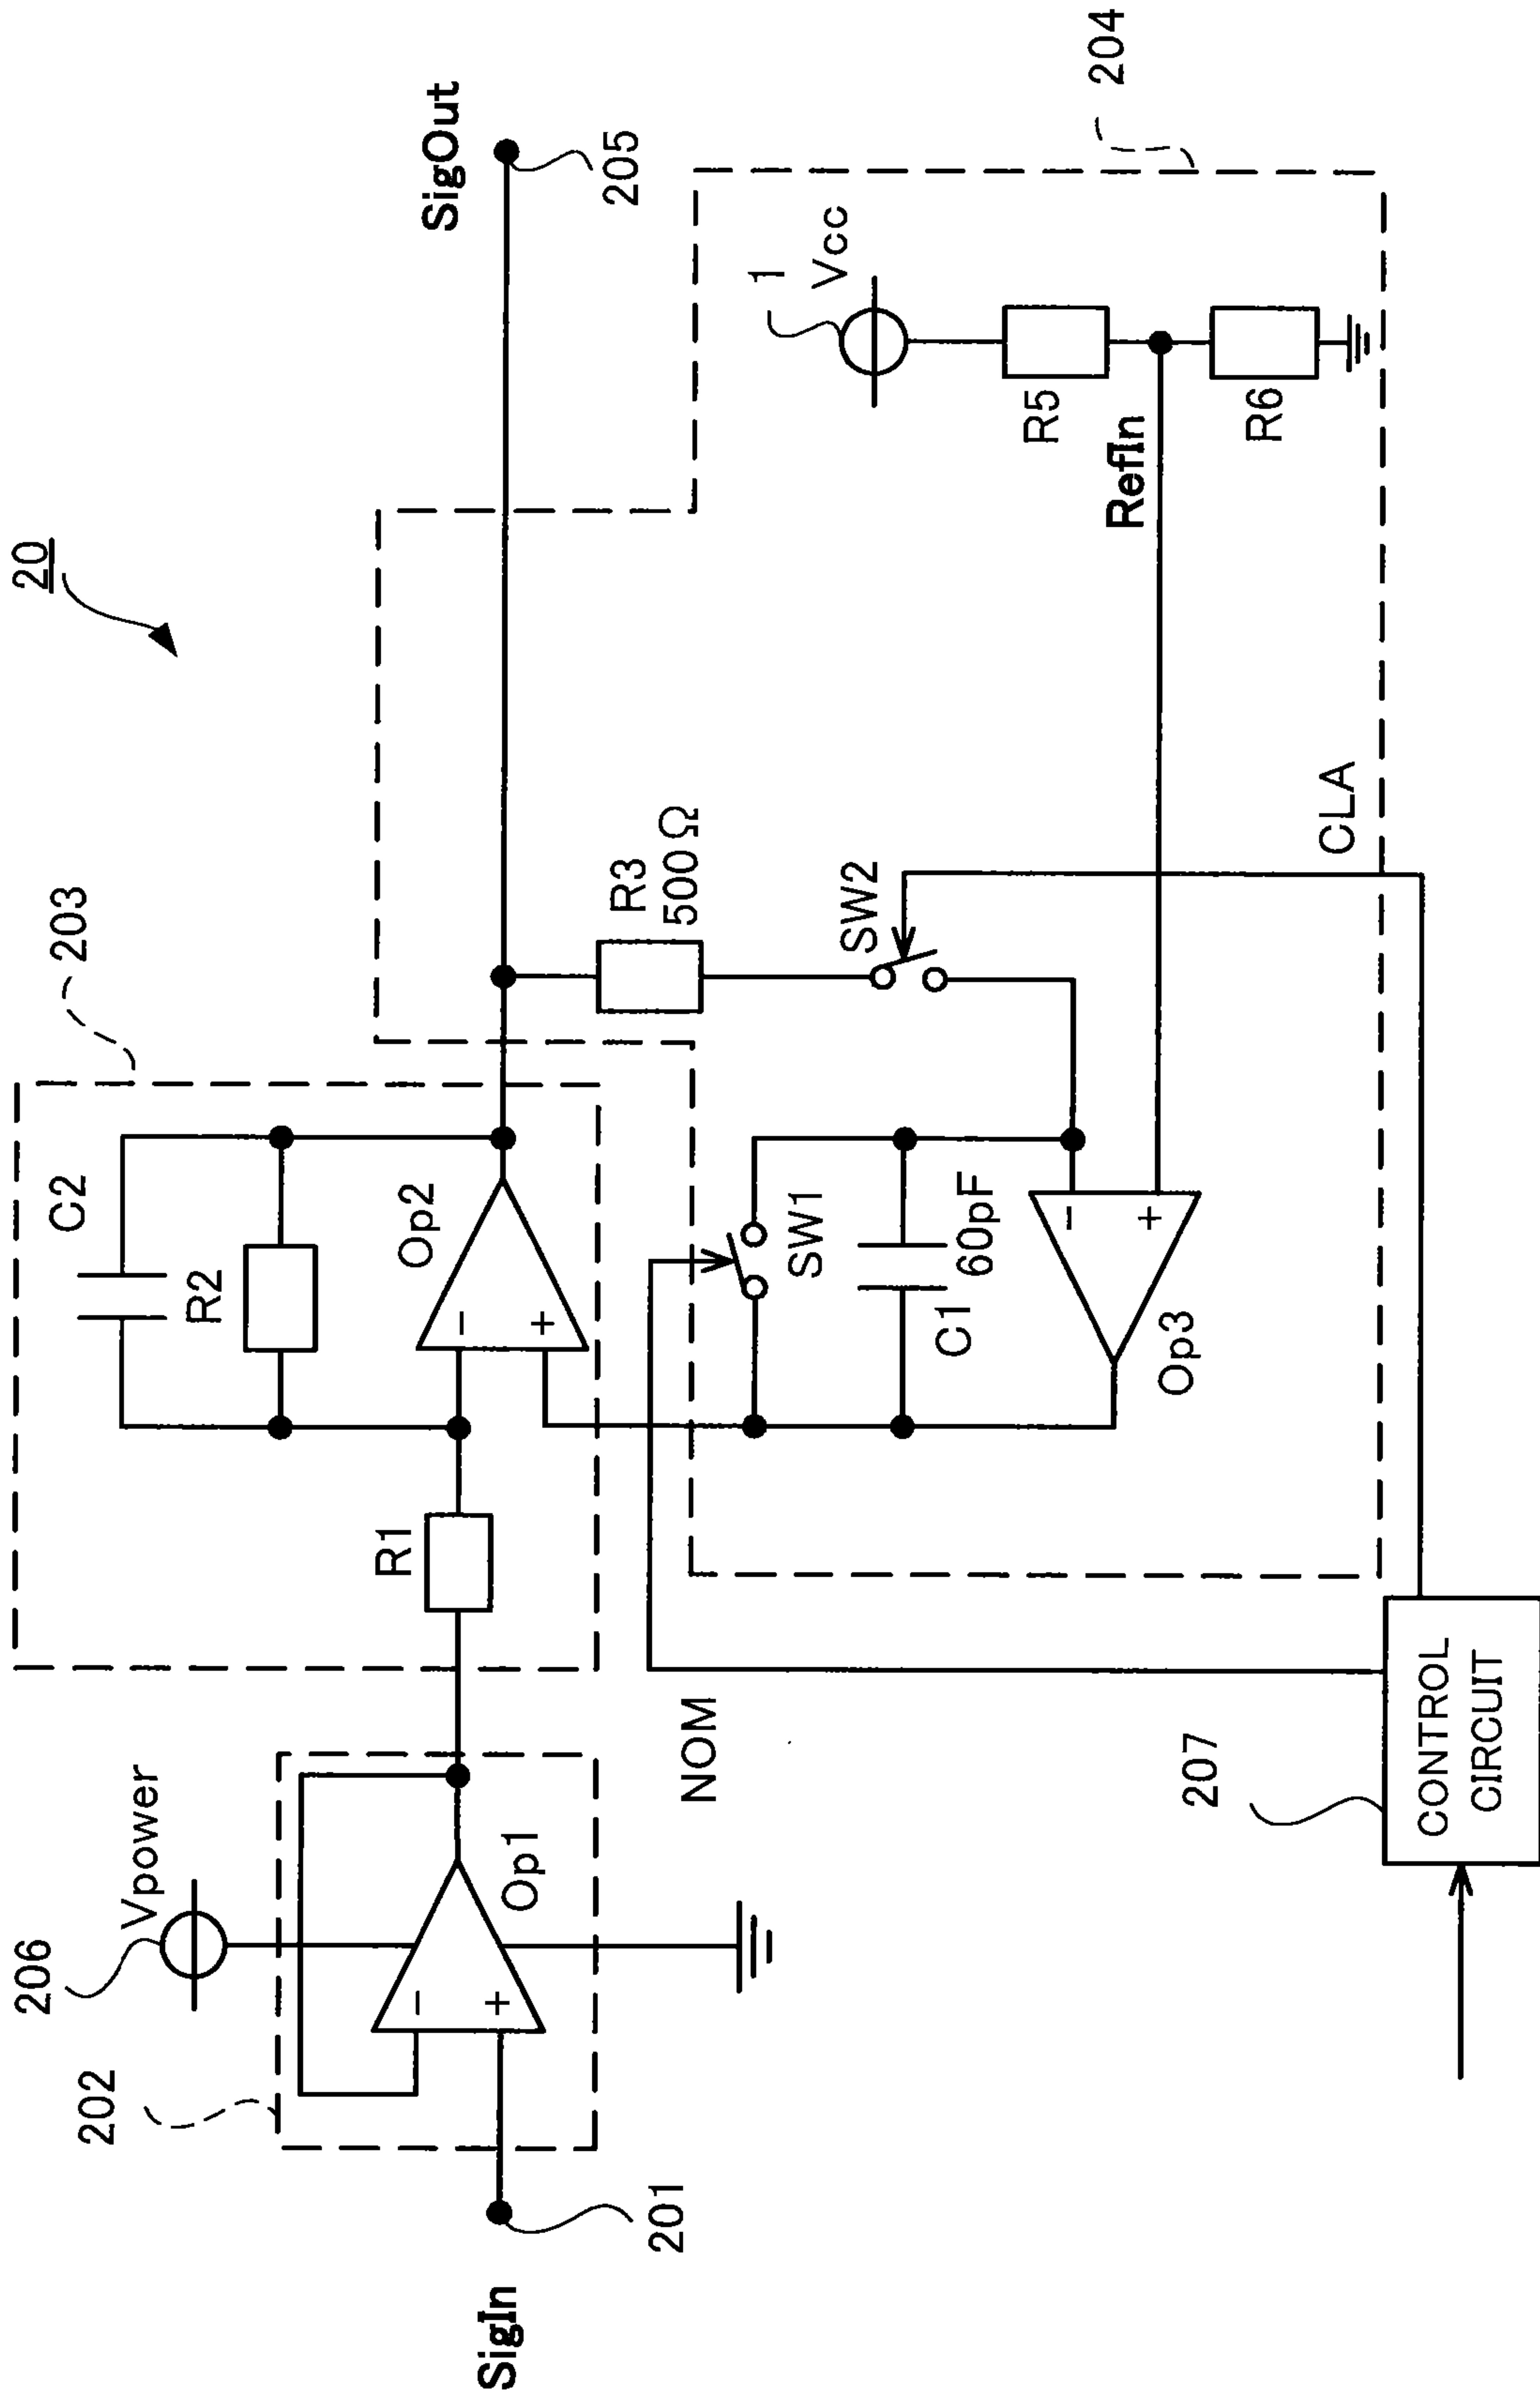 20
203
C2
R2
Op2
R1
206
Vpower
202
Op1
−
+
−
+
SigIn
201
SigOut
205
204
1
Vcc
R5
RefIn
R6
R3
500Ω
SW2
SW1
60pF
C1
−
+
Op3
CLA
NOM
207
CONTROL
CIRCUIT